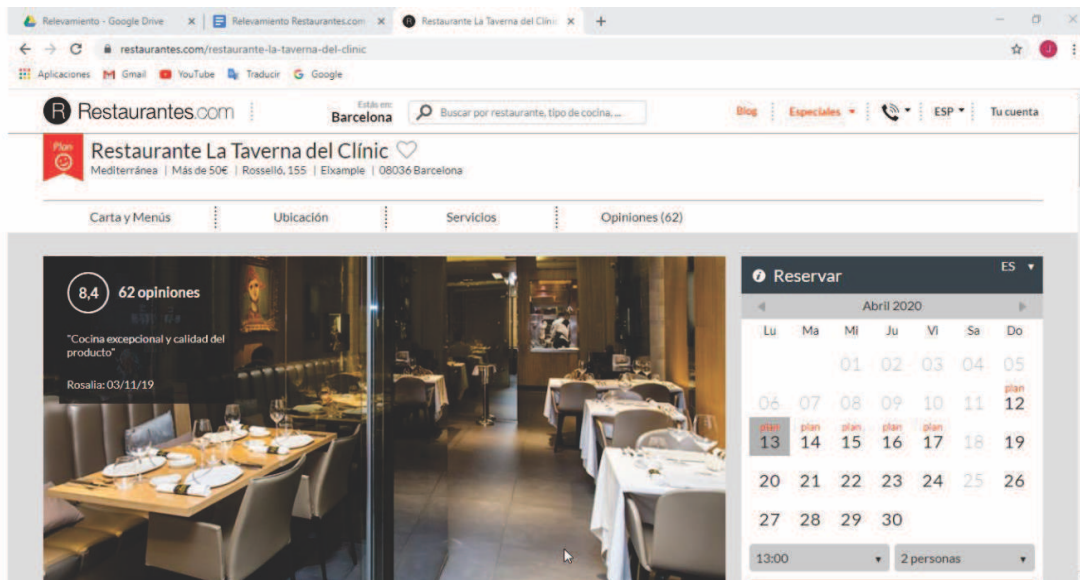 Relevamiento - Google Drive
Relevamiento Restaurantes.com
Restaurante La Taverna del Clínic
restaurantes.com/restaurante-la-taverna-del-clinic
J
Aplicaciones Gmail YouTube Traducir Google
R Restaurantes.com
Estás en:
Barcelona
Buscar por restaurante, tipo de cocina, ...
Blog Especiales ESP Tu cuenta
Plan
Restaurante La Taverna del Clínic
Mediterránea | Más de 50€ | Rosselló, 155 | Eixample | 08036 Barcelona
Carta y Menús Ubicación Servicios Opiniones (62)
8,4 62 opiniones
"Cocina excepcional y calidad del
producto"
Rosalia: 03/11/19
Reservar ES
Abril 2020
Lu Ma Mi Ju Vi Sa Do
01 02 03 04 05
plan
06 07 08 09 10 11 12
plan plan plan plan plan
13 14 15 16 17 18 19
20 21 22 23 24 25 26
27 28 29 30
13:00 2 personas